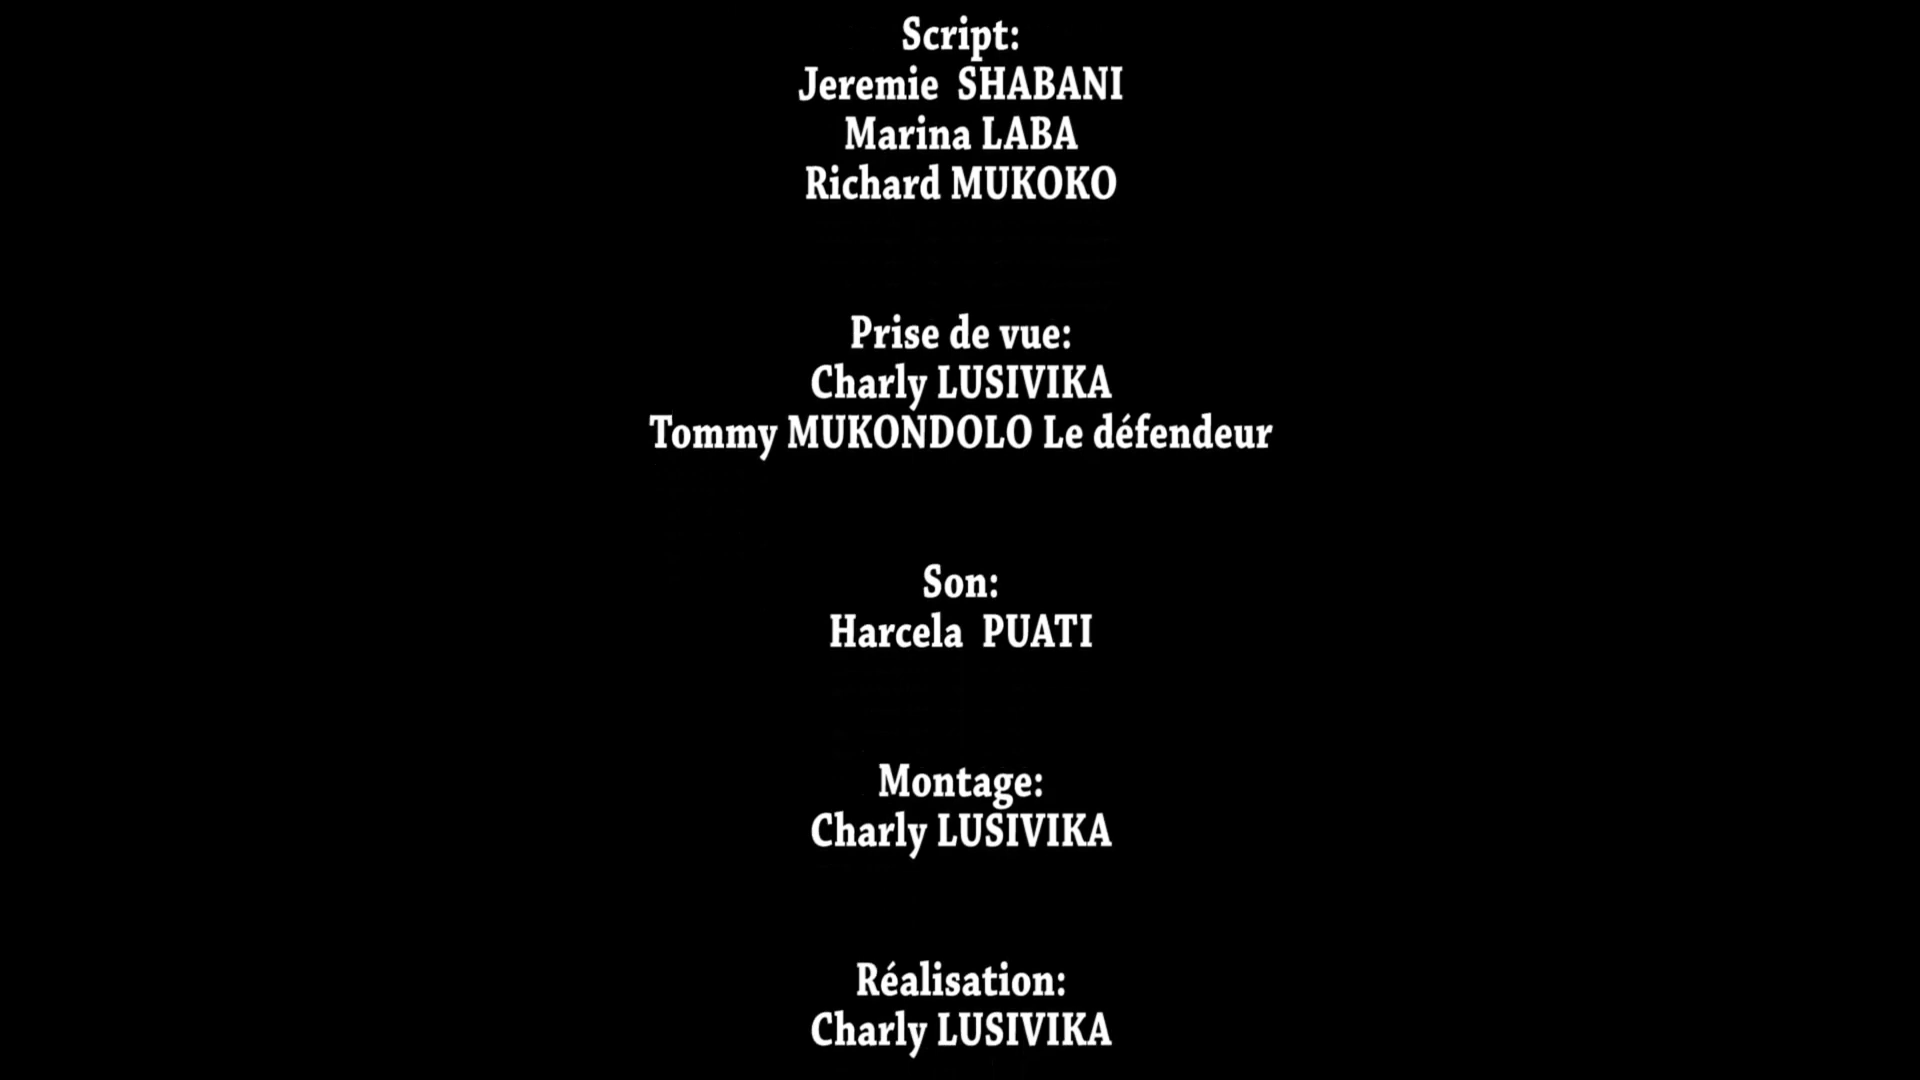 Script:
Jeremie  SHABANI
Marina LABA
Richard MUKOKO
Prise de vue:
Charly LUSIVIKA
Tommy MUKONDOLO Le défendeur
Son:
Harcela  PUATI
Montage:
Charly LUSIVIKA
Réalisation:
Charly LUSIVIKA